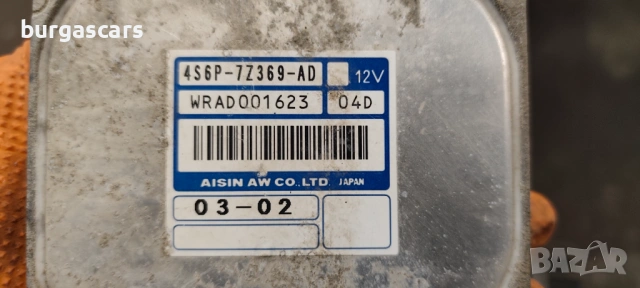 burgascars
4S6P-7Z369-AD 12V
WRAD001623 04D
AISIN AW CO.,LTD. JAPAN
03-02
BAZAR